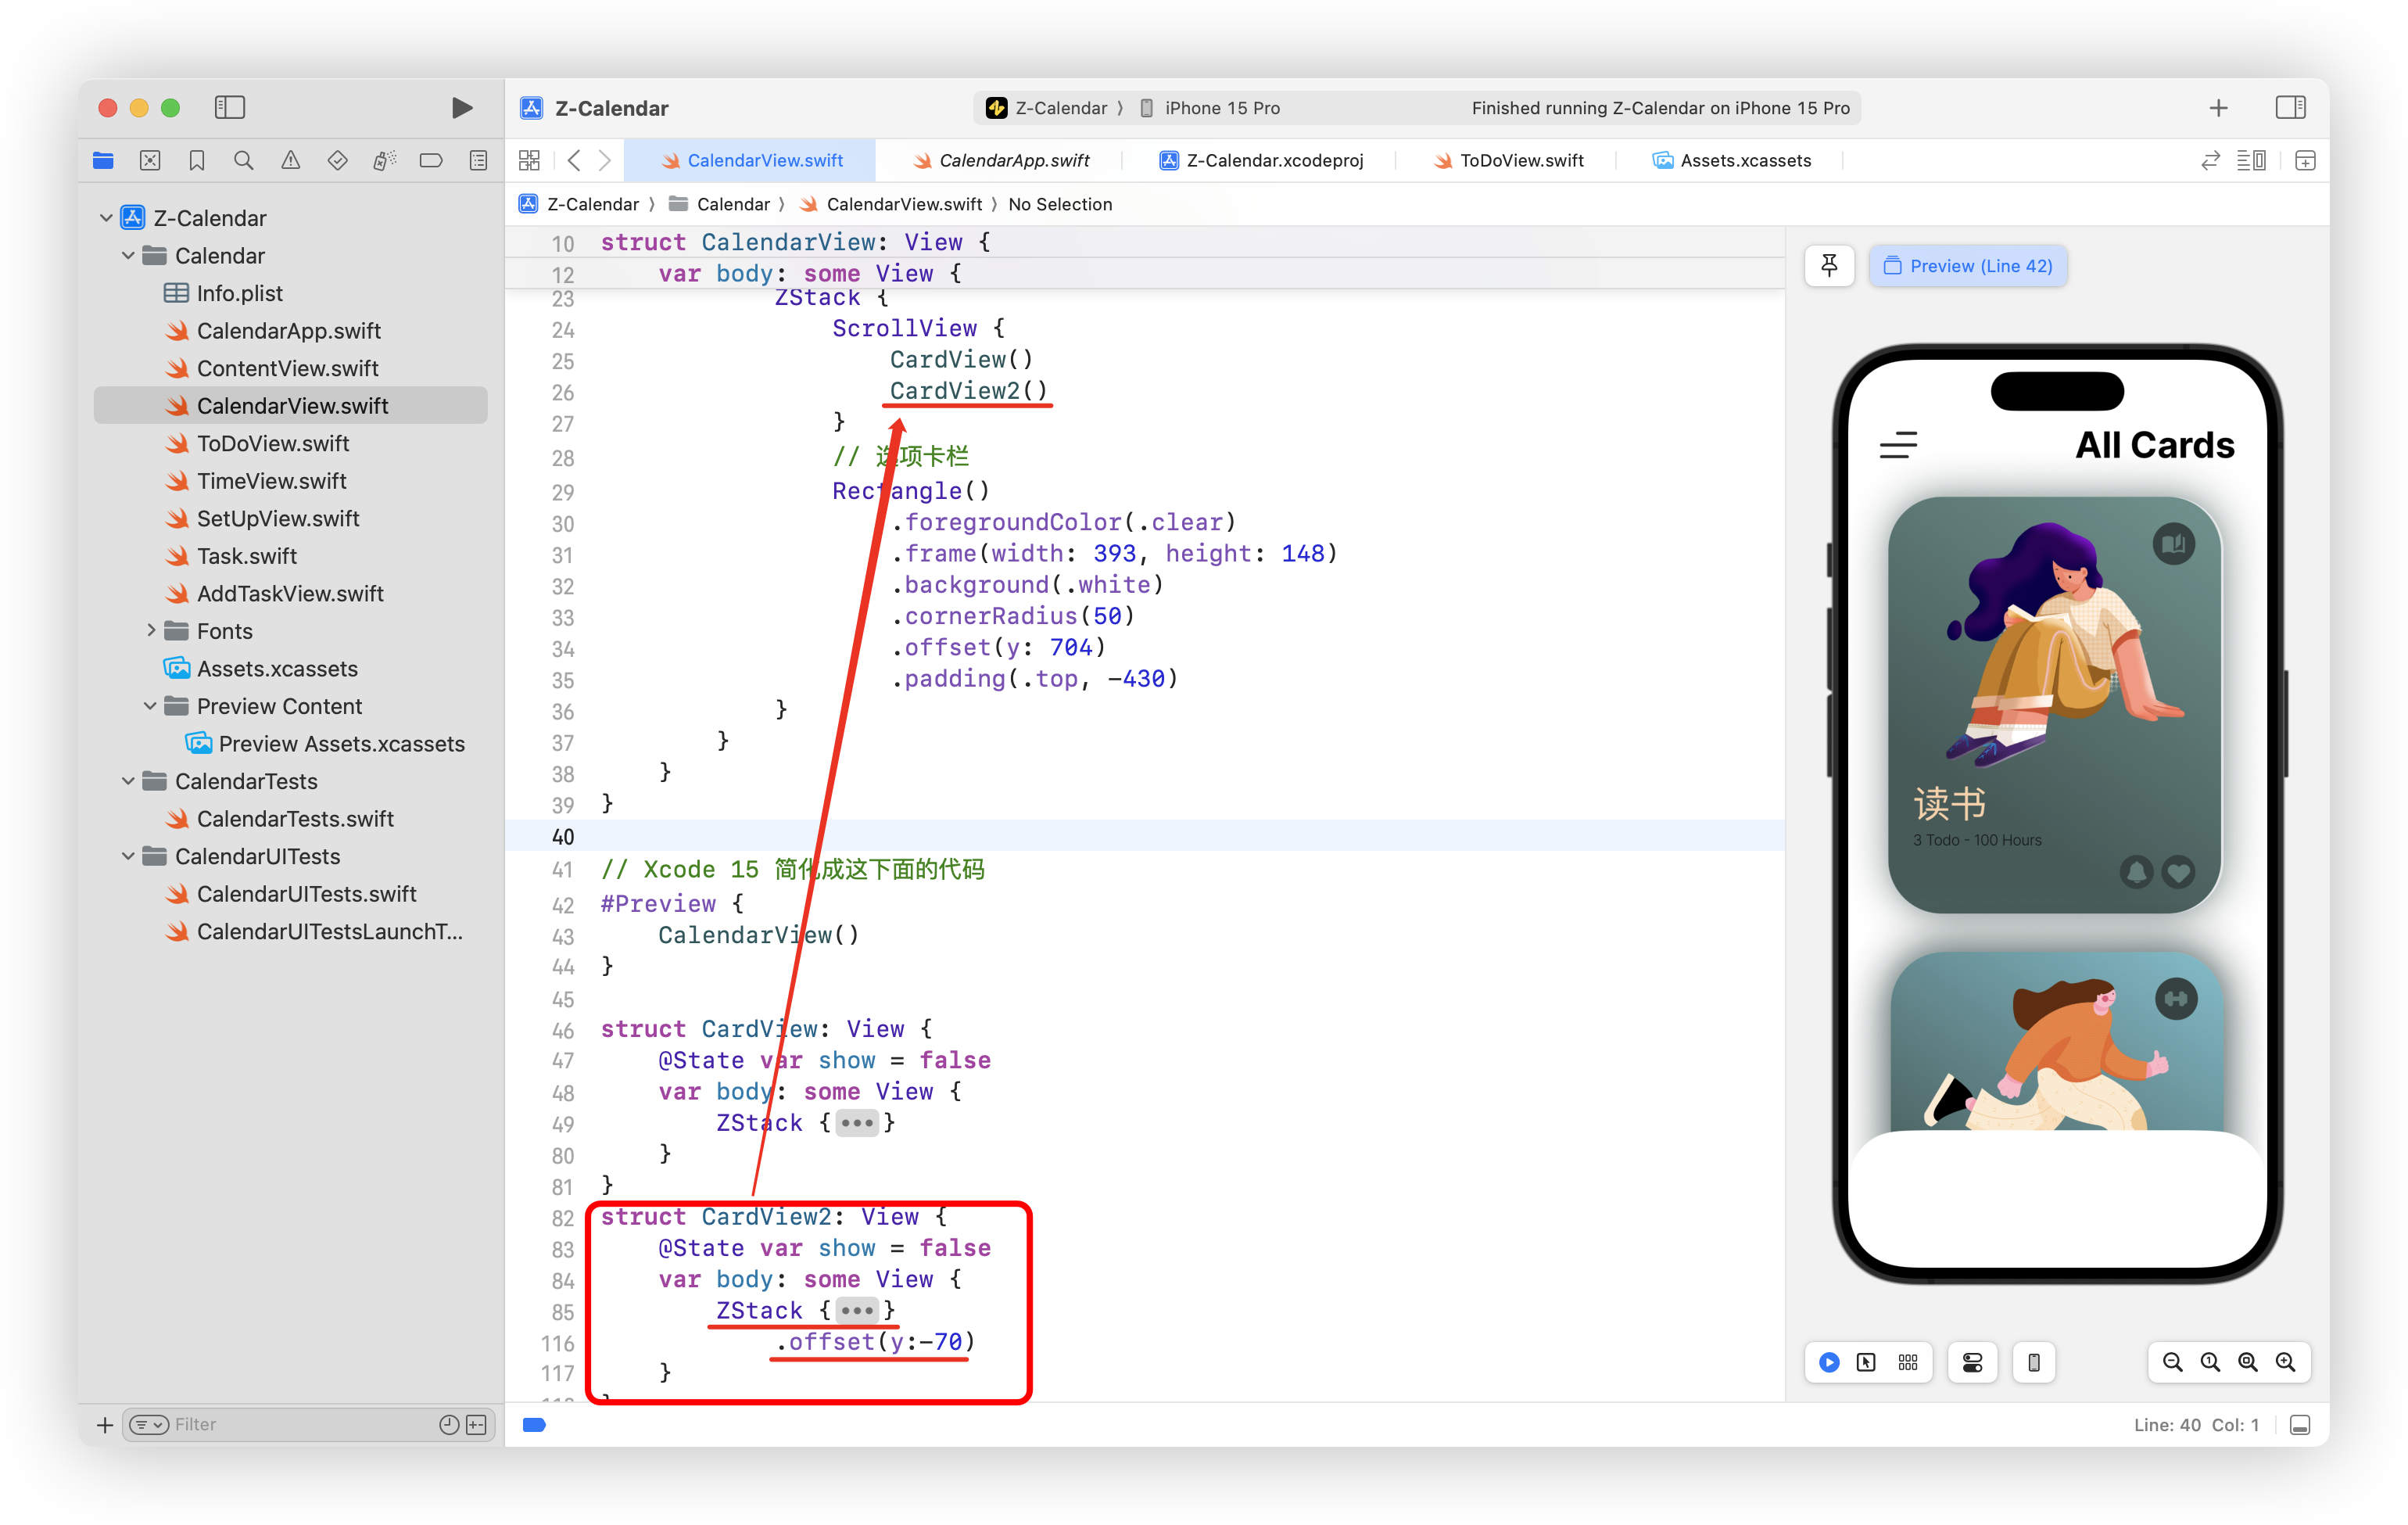 Z-Calendar
Z-Calendar 〉 iPhone 15 Pro
Finished running Z-Calendar on iPhone 15 Pro
CalendarView.swift
CalendarApp.swift
Z-Calendar.xcodeproj
ToDoView.swift
Assets.xcassets
Z-Calendar 〉 Calendar 〉 CalendarView.swift 〉 No Selection
Z-Calendar
Calendar
Info.plist
CalendarApp.swift
ContentView.swift
CalendarView.swift
ToDoView.swift
TimeView.swift
SetUpView.swift
Task.swift
AddTaskView.swift
Fonts
Assets.xcassets
Preview Content
Preview Assets.xcassets
CalendarTests
CalendarTests.swift
CalendarUITests
CalendarUITests.swift
CalendarUITestsLaunchT...
Filter
10 struct CalendarView: View {
12 var body: some View {
23 ZStack {
24 ScrollView {
25 CardView()
26 CardView2()
27 }
28 // 选项卡栏
29 Rectangle()
30 .foregroundColor(.clear)
31 .frame(width: 393, height: 148)
32 .background(.white)
33 .cornerRadius(50)
34 .offset(y: 704)
35 .padding(.top, -430)
36 }
37 }
38 }
39 }
40
41 // Xcode 15 简化成这下面的代码
42 #Preview {
43 CalendarView()
44 }
45
46 struct CardView: View {
47 @State var show = false
48 var body: some View {
49 ZStack {•••}
80 }
81 }
82 struct CardView2: View {
83 @State var show = false
84 var body: some View {
85 ZStack {•••}
116 .offset(y:-70)
117 }
Preview (Line 42)
All Cards
读书
3 Todo - 100 Hours
Line: 40 Col: 1